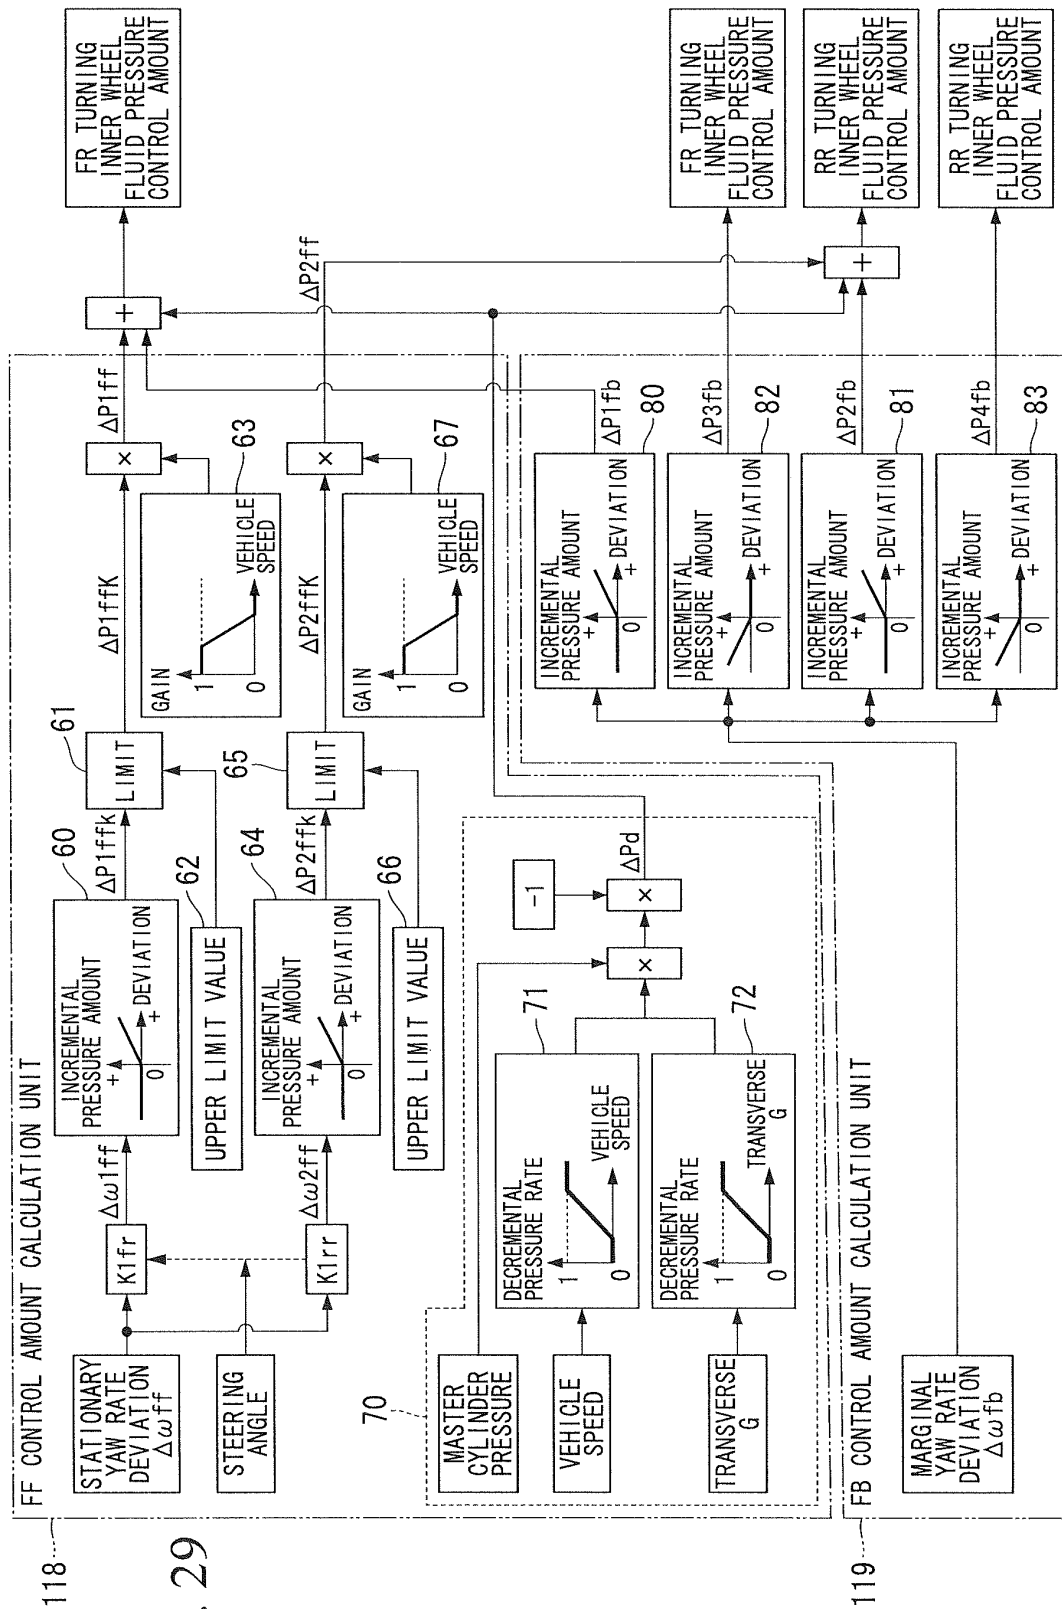 . 29
118
FF CONTROL AMOUNT CALCULATION UNIT
STATIONARY
YAW RATE
DEVIATION
Δωff
STEERING
ANGLE
K1fr
K1rr
Δω1ff
Δω2ff
60
INCREMENTAL
PRESSURE AMOUNT
+
0
+
DEVIATION
ΔP1ffk
62
UPPER LIMIT VALUE
64
INCREMENTAL
PRESSURE AMOUNT
+
0
+
DEVIATION
ΔP2ffk
66
UPPER LIMIT VALUE
61
LIMIT
65
LIMIT
ΔP1ffK
ΔP2ffK
63
GAIN
1
0
VEHICLE
SPEED
67
GAIN
1
0
VEHICLE
SPEED
×
×
ΔP1ff
ΔP2ff
+
FR TURNING
INNER WHEEL
FLUID PRESSURE
CONTROL AMOUNT
70
MASTER
CYLINDER
PRESSURE
VEHICLE
SPEED
TRANSVERSE
G
71
DECREMENTAL
PRESSURE RATE
1
0
VEHICLE
SPEED
72
DECREMENTAL
PRESSURE RATE
1
0
TRANSVERSE
G
×
-1
×
ΔPd
119
FB CONTROL AMOUNT CALCULATION UNIT
MARGINAL
YAW RATE
DEVIATION
Δωfb
INCREMENTAL
PRESSURE AMOUNT
+
0
+
DEVIATION
ΔP1fb
80
INCREMENTAL
PRESSURE AMOUNT
+
0
+
DEVIATION
ΔP3fb
82
INCREMENTAL
PRESSURE AMOUNT
+
0
+
DEVIATION
ΔP2fb
81
INCREMENTAL
PRESSURE AMOUNT
+
0
+
DEVIATION
ΔP4fb
83
+
FR TURNING
INNER WHEEL
FLUID PRESSURE
CONTROL AMOUNT
RR TURNING
INNER WHEEL
FLUID PRESSURE
CONTROL AMOUNT
RR TURNING
INNER WHEEL
FLUID PRESSURE
CONTROL AMOUNT